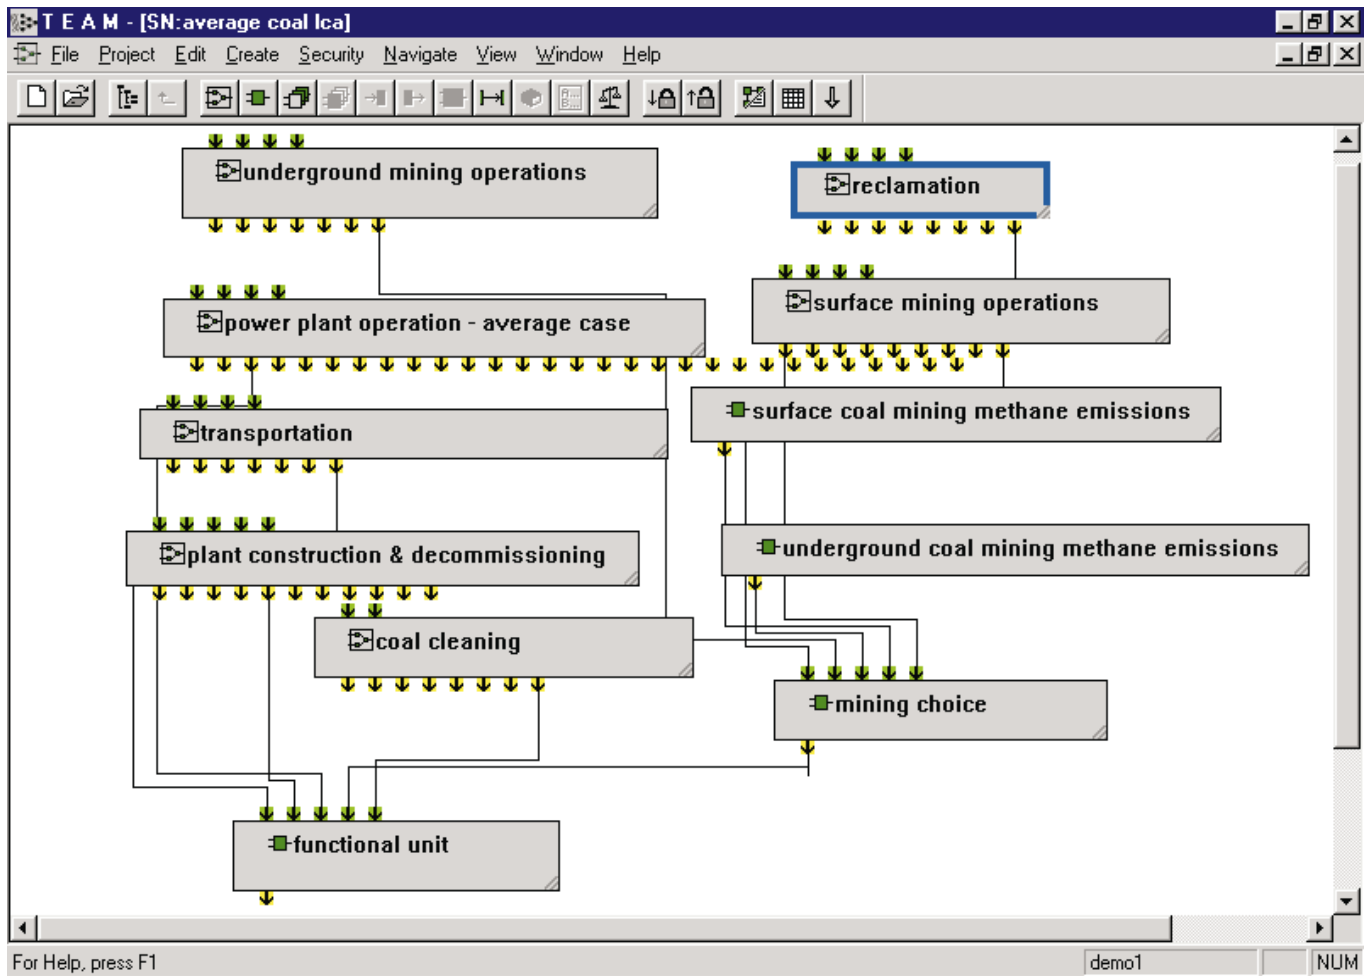 T E A M - [SN:average coal lca]
File Project Edit Create Security Navigate View Window Help
underground mining operations
reclamation
surface mining operations
power plant operation - average case
surface coal mining methane emissions
transportation
underground coal mining methane emissions
plant construction & decommissioning
coal cleaning
mining choice
functional unit
For Help, press F1
demo1
NUM